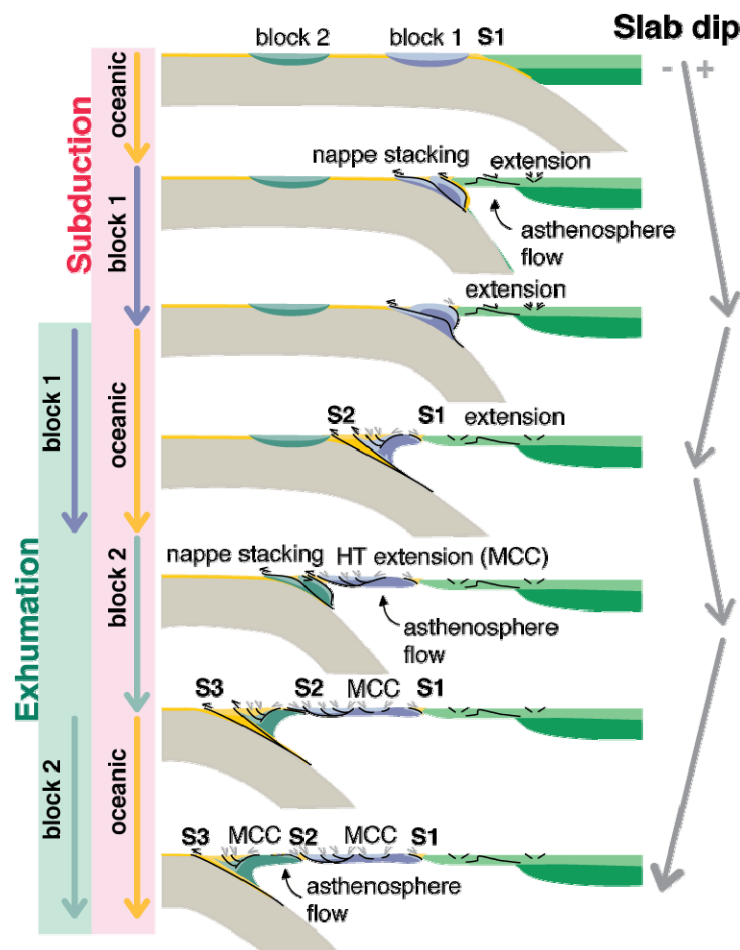 Slab dip
- +
block 2 block 1 S1
nappe stacking extension
asthenosphere
flow
extension
S2 S1 extension
nappe stacking HT extension (MCC)
asthenosphere
flow
S3 S2 MCC S1
S3 MCC S2 MCC S1
asthenosphere
flow
Subduction
oceanic
block 1
oceanic
block 2
oceanic
Exhumation
block 1
block 2